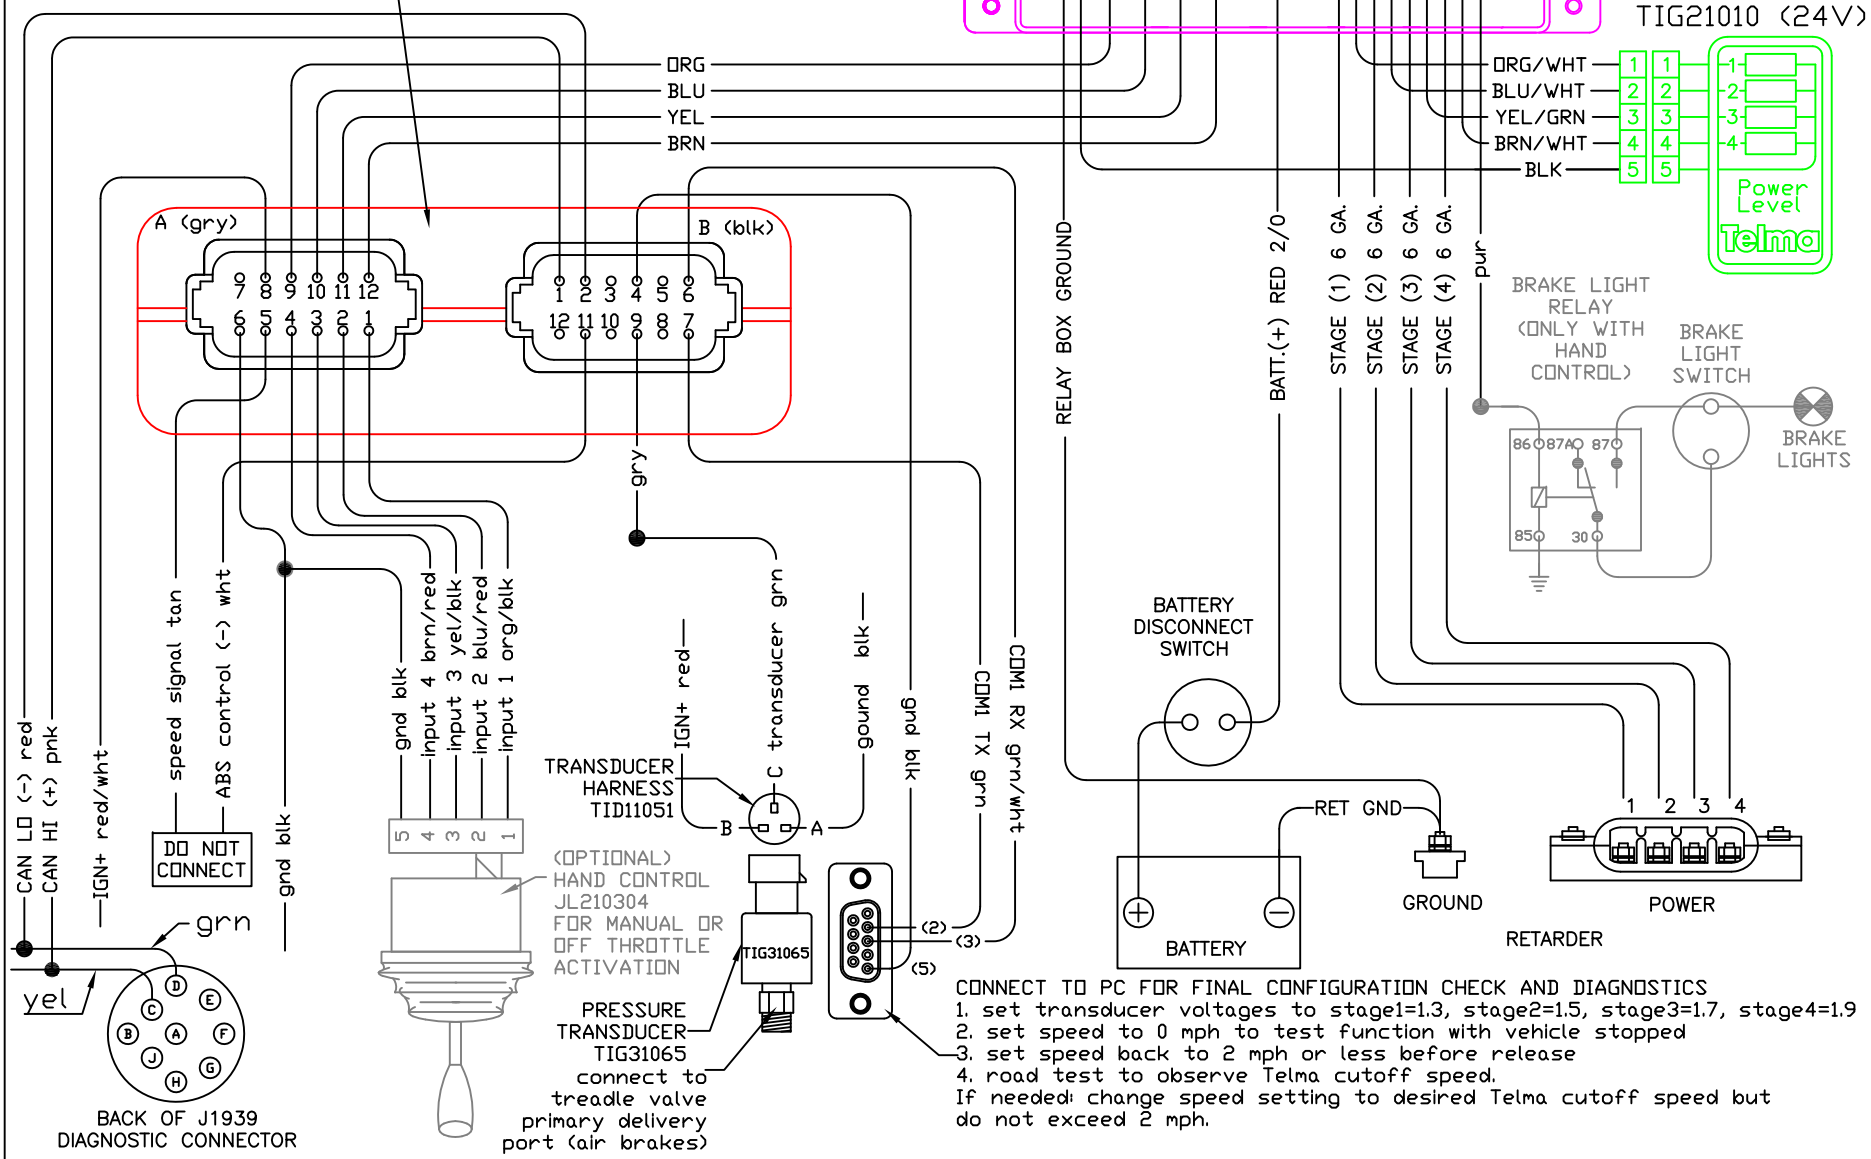 TIG21010 (24V)
ORG
BLU
YEL
BRN
ORG/WHT
BLU/WHT
YEL/GRN
BRN/WHT
BLK
1 1
2 2
3 3
4 4
5 5
1
2
3
4
Power
Level
Telma
A (gry)
B (blk)
7 8 9 10 11 12
6 5 4 3 2 1
1 2 3 4 5 6
12 11 10 9 8 7
RELAY BOX GROUND
BATT.(+) RED 2/0
STAGE (1) 6 GA.
STAGE (2) 6 GA.
STAGE (3) 6 GA.
STAGE (4) 6 GA.
pur
BRAKE LIGHT
RELAY
(ONLY WITH
HAND
CONTROL)
BRAKE
LIGHT
SWITCH
BRAKE
LIGHTS
86 87A 87
85 30
gry
CAN LO (-) red
CAN HI (+) pnk
IGN+ red/wht
speed signal tan
ABS control (-) wht
gnd blk
gnd blk
input 4 brn/red
input 3 yel/blk
input 2 blu/red
input 1 org/blk
5 4 3 2 1
DO NOT
CONNECT
IGN+ red
C transducer grn
gound blk
gnd blk
COM1 TX grn
COM1 RX grn/wht
TRANSDUCER
HARNESS
TID11051
B
A
(OPTIONAL)
HAND CONTROL
JL210304
FOR MANUAL OR
OFF THROTTLE
ACTIVATION
TIG31065
PRESSURE
TRANSDUCER
TIG31065
connect to
treadle valve
primary delivery
port (air brakes)
(2)
(3)
(5)
BATTERY
DISCONNECT
SWITCH
RET GND
+
−
BATTERY
GROUND
1 2 3 4
POWER
RETARDER
grn
yel
D
E
C
B A F
J
G
H
BACK OF J1939
DIAGNOSTIC CONNECTOR
CONNECT TO PC FOR FINAL CONFIGURATION CHECK AND DIAGNOSTICS
1. set transducer voltages to stage1=1.3, stage2=1.5, stage3=1.7, stage4=1.9
2. set speed to 0 mph to test function with vehicle stopped
3. set speed back to 2 mph or less before release
4. road test to observe Telma cutoff speed.
If needed: change speed setting to desired Telma cutoff speed but
do not exceed 2 mph.